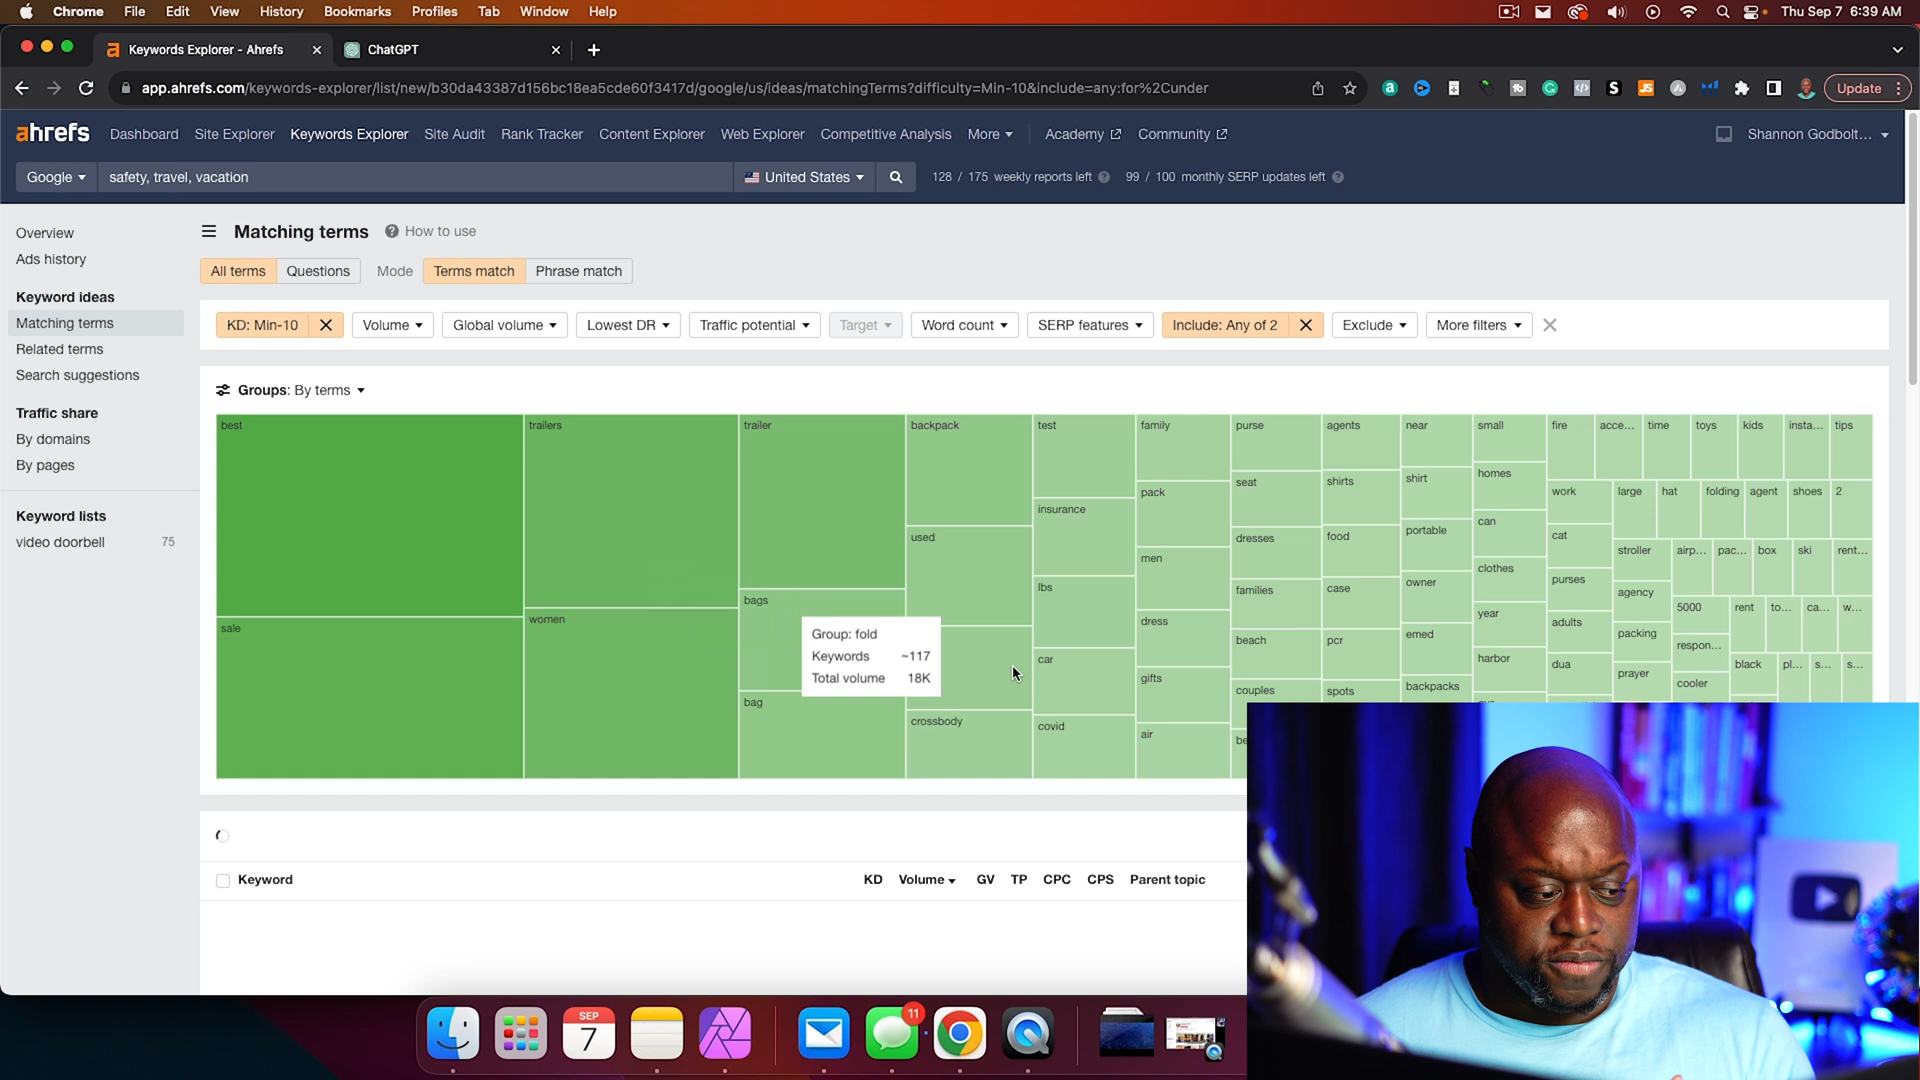 Chrome File Edit View History Bookmarks Profiles Tab Window Help Thu Sep 7 6:39 AM
Keywords Explorer - Ahrefs ChatGPT
app.ahrefs.com/keywords-explorer/list/new/b30da43387d156bc18ea5cde60f3417d/google/us/ideas/matchingTerms?difficulty=Min-10&include=any:for%2Cunder Update
ahrefs Dashboard Site Explorer Keywords Explorer Site Audit Rank Tracker Content Explorer Web Explorer Competitive Analysis More Academy Community Shannon Godbolt...
Google safety, travel, vacation United States 128 / 175 weekly reports left 99 / 100 monthly SERP updates left
Overview
Ads history
Keyword ideas
Matching terms
Related terms
Search suggestions
Traffic share
By domains
By pages
Keyword lists
video doorbell 75
Matching terms How to use
All terms Questions Mode Terms match Phrase match
KD: Min-10 Volume Global volume Lowest DR Traffic potential Target Word count SERP features Include: Any of 2 Exclude More filters
Groups: By terms
best
sale
trailers
women
trailer
bags
bag
backpack
used
crossbody
Group: fold
Keywords ~117
Total volume 18K
test
insurance
lbs
car
covid
family
pack
men
dress
gifts
air
purse
seat
dresses
families
beach
couples
be
agents
shirts
food
case
pcr
spots
near
shirt
portable
owner
emed
backpacks
small
homes
can
clothes
year
harbor
fire acce... time toys kids insta... tips
work
cat
purses
adults
dua
large hat folding agent shoes 2
stroller
agency
packing
prayer
airp... pac... box ski rent...
5000
respon...
cooler
rent to... ca... w...
black pl... s... s...
Keyword KD Volume GV TP CPC CPS Parent topic
SEP
7
11